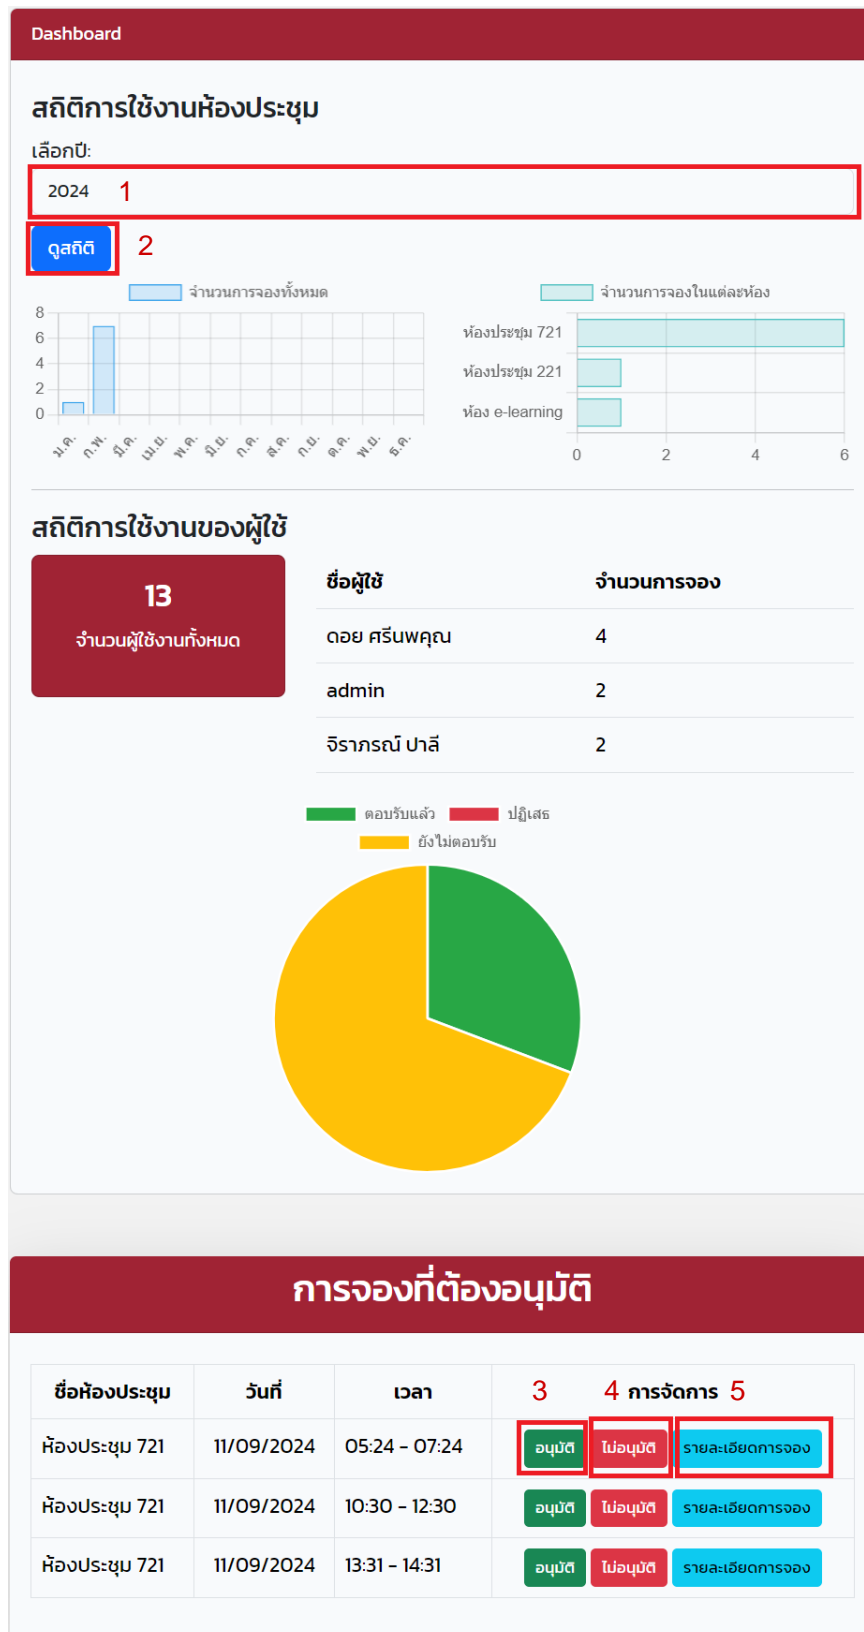 Dashboard
สถิติการใช้งานห้องประชุม
เลือกปี:
2024 1
ดูสถิติ 2
จำนวนการจองทั้งหมด
8
6
4
2
0
ม.ค. ก.พ. มี.ค. เม.ย. พ.ค. มิ.ย. ก.ค. ส.ค. ก.ย. ต.ค. พ.ย. ธ.ค.
จำนวนการจองในแต่ละห้อง
ห้องประชุม 721
ห้องประชุม 221
ห้อง e-learning
0 2 4 6
สถิติการใช้งานของผู้ใช้
13
จำนวนผู้ใช้งานทั้งหมด
ชื่อผู้ใช้ จำนวนการจอง
ดอย ศรีนพคุณ 4
admin 2
จิราภรณ์ ปาลี 2
ตอบรับแล้ว ปฏิเสธ
ยังไม่ตอบรับ
การจองที่ต้องอนุมัติ
ชื่อห้องประชุม วันที่ เวลา 3 4 การจัดการ 5
ห้องประชุม 721 11/09/2024 05:24 - 07:24 อนุมัติ ไม่อนุมัติ รายละเอียดการจอง
ห้องประชุม 721 11/09/2024 10:30 - 12:30 อนุมัติ ไม่อนุมัติ รายละเอียดการจอง
ห้องประชุม 721 11/09/2024 13:31 - 14:31 อนุมัติ ไม่อนุมัติ รายละเอียดการจอง